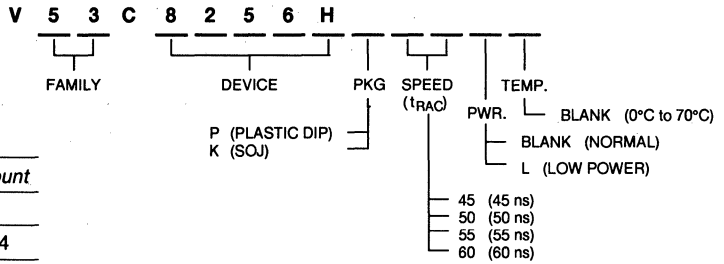 V 5 3 C 8 2 5 6 H
FAMILY DEVICE PKG SPEED (tRAC) PWR. TEMP.
BLANK (0°C to 70°C)
P (PLASTIC DIP)
K (SOJ)
BLANK (NORMAL)
L (LOW POWER)
ount
45 (45 ns)
50 (50 ns)
55 (55 ns)
60 (60 ns)
4